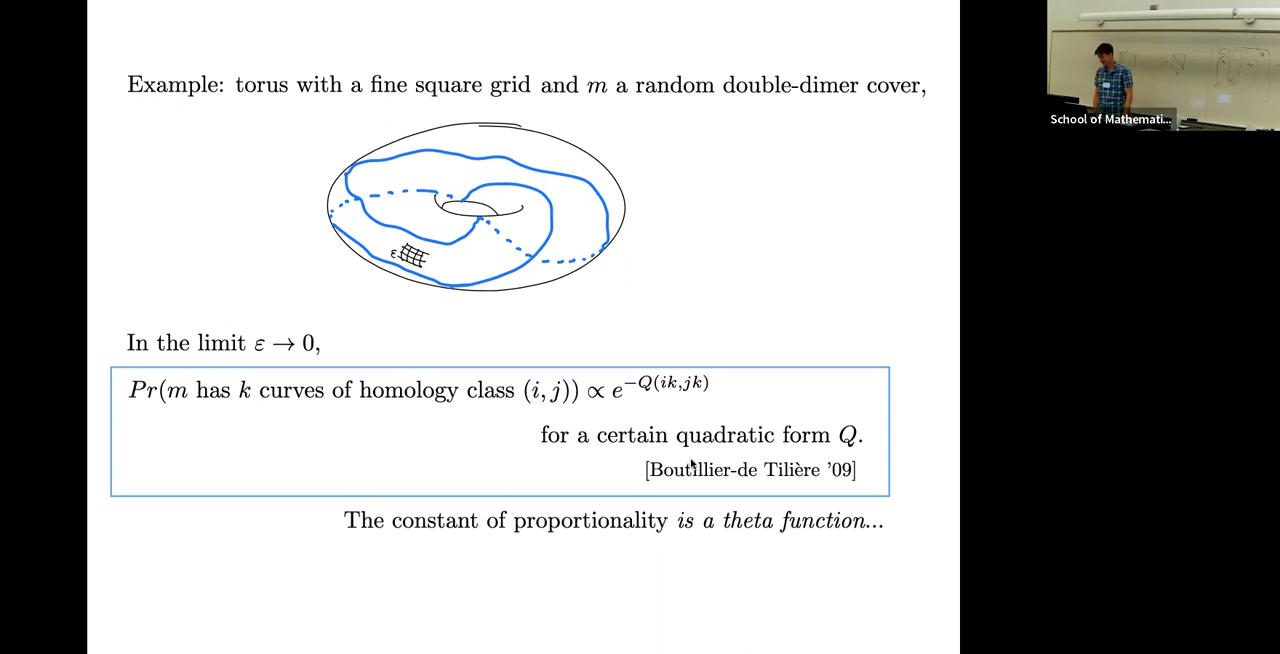 Example: torus with a fine square grid and m a random double-dimer cover,
ε
In the limit ε → 0,
Pr(m has k curves of homology class (i, j)) ∝ e^{−Q(ik,jk)}
for a certain quadratic form Q.
[Boutillier-de Tilière '09]
The constant of proportionality is a theta function...
School of Mathemati...